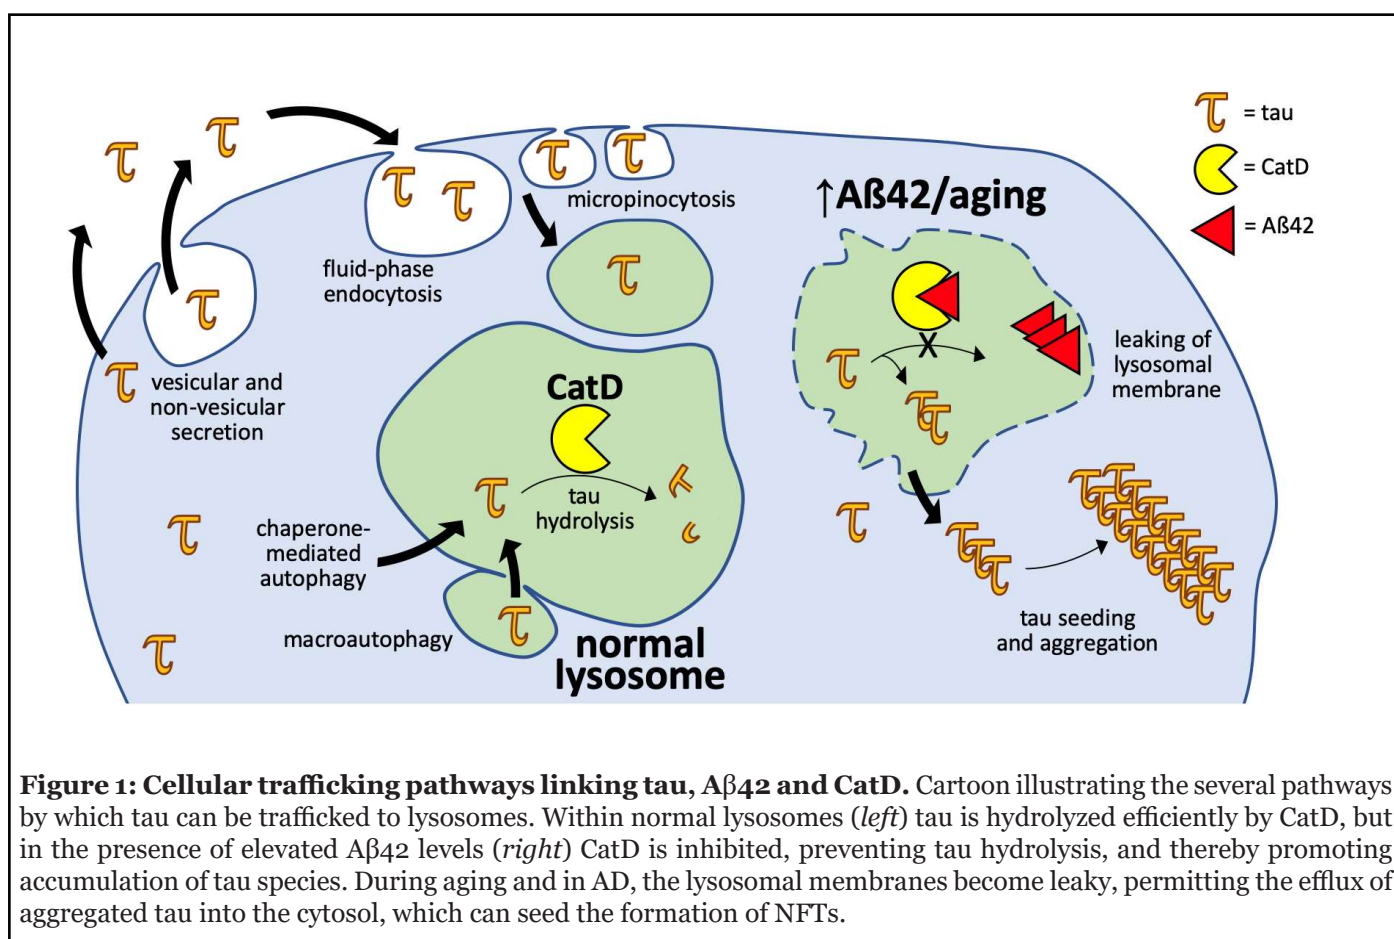 τ = tau
= CatD
= Aß42
↑Aß42/aging
micropinocytosis
fluid-phase
endocytosis
vesicular and
non-vesicular
secretion
CatD
tau
hydrolysis
chaperone-
mediated
autophagy
macroautophagy
normal
lysosome
X
leaking of
lysosomal
membrane
tau seeding
and aggregation
Figure 1: Cellular trafficking pathways linking tau, Aβ42 and CatD. Cartoon illustrating the several pathways
by which tau can be trafficked to lysosomes. Within normal lysosomes (left) tau is hydrolyzed efficiently by CatD, but
in the presence of elevated Aβ42 levels (right) CatD is inhibited, preventing tau hydrolysis, and thereby promoting
accumulation of tau species. During aging and in AD, the lysosomal membranes become leaky, permitting the efflux of
aggregated tau into the cytosol, which can seed the formation of NFTs.